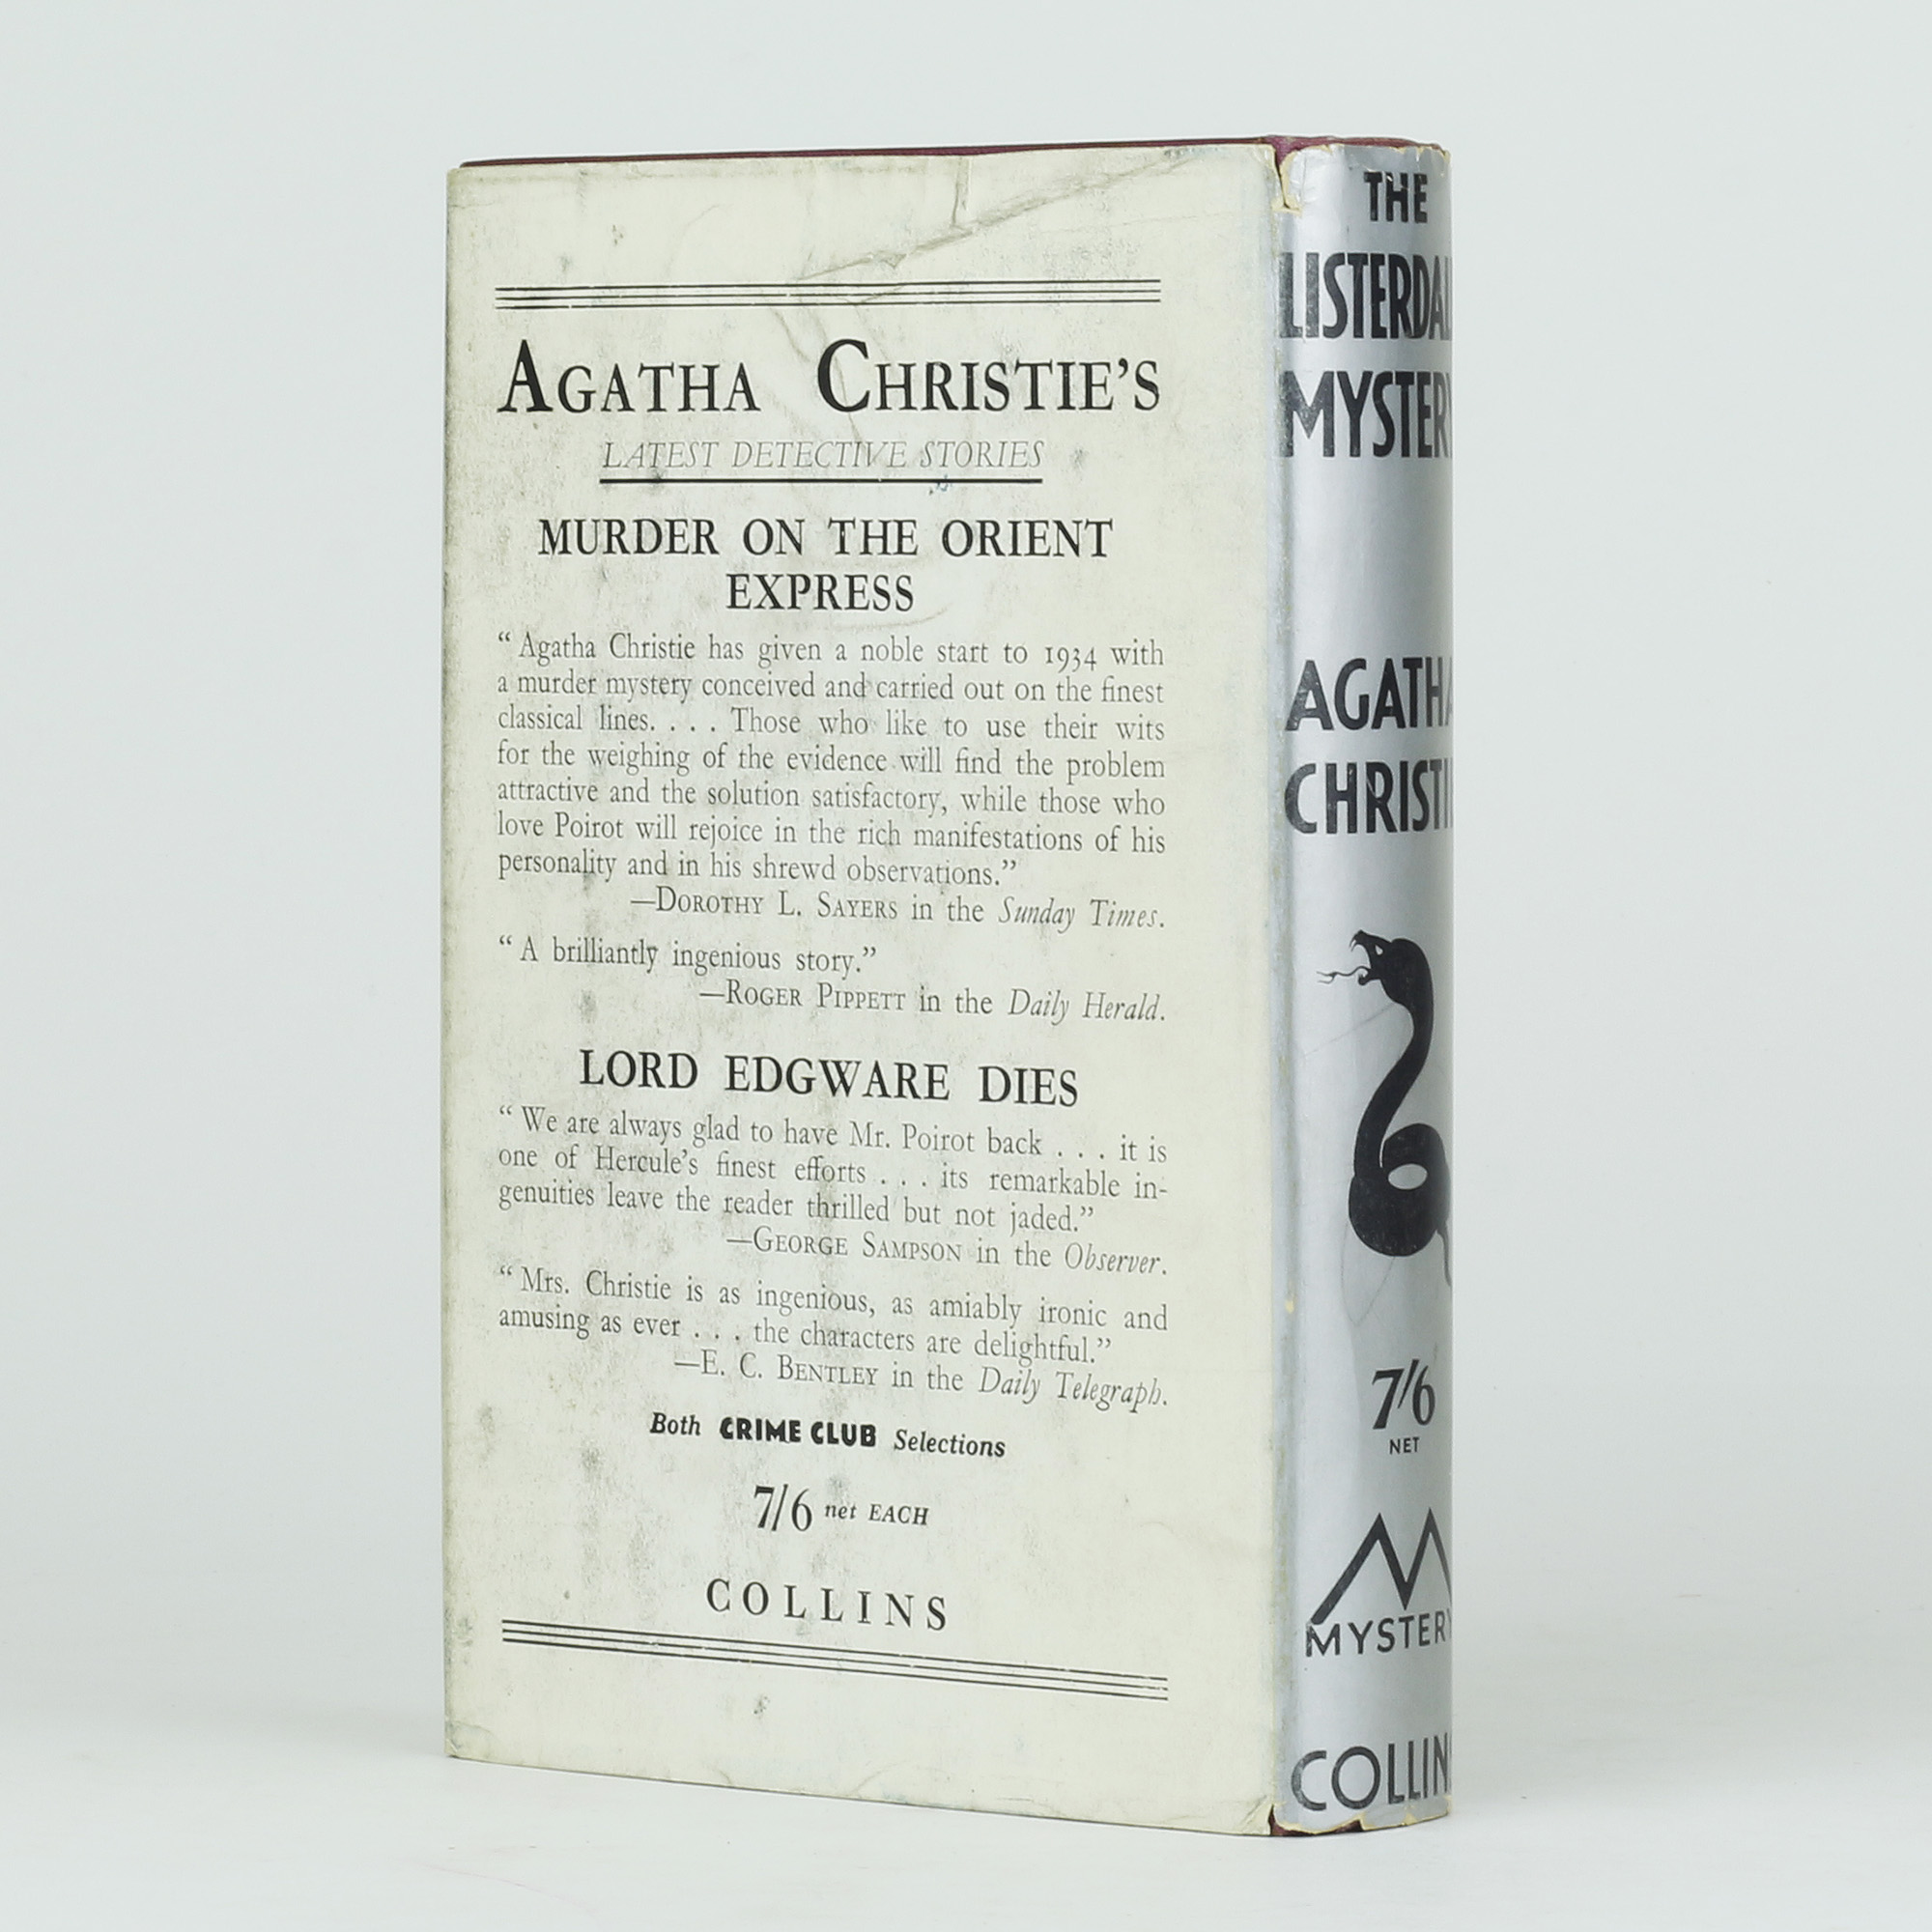 AGATHA CHRISTIE'S
LATEST DETECTIVE STORIES
MURDER ON THE ORIENT
EXPRESS
“Agatha Christie has given a noble start to 1934 with
a murder mystery conceived and carried out on the finest
classical lines. . . . Those who like to use their wits
for the weighing of the evidence will find the problem
attractive and the solution satisfactory, while those who
love Poirot will rejoice in the rich manifestations of his
personality and in his shrewd observations.”
—DOROTHY L. SAYERS in the Sunday Times.
“A brilliantly ingenious story.”
—ROGER PIPPETT in the Daily Herald.
LORD EDGWARE DIES
“We are always glad to have Mr. Poirot back . . . it is
one of Hercule's finest efforts . . . its remarkable in-
genuities leave the reader thrilled but not jaded.”
—GEORGE SAMPSON in the Observer.
“Mrs. Christie is as ingenious, as amiably ironic and
amusing as ever . . . the characters are delightful.”
—E. C. BENTLEY in the Daily Telegraph.
Both CRIME CLUB Selections
7/6 net EACH
COLLINS
THE
LISTERDAL
MYSTERY
AGATHA
CHRISTI
7/6
NET
MYSTERY
COLLINS